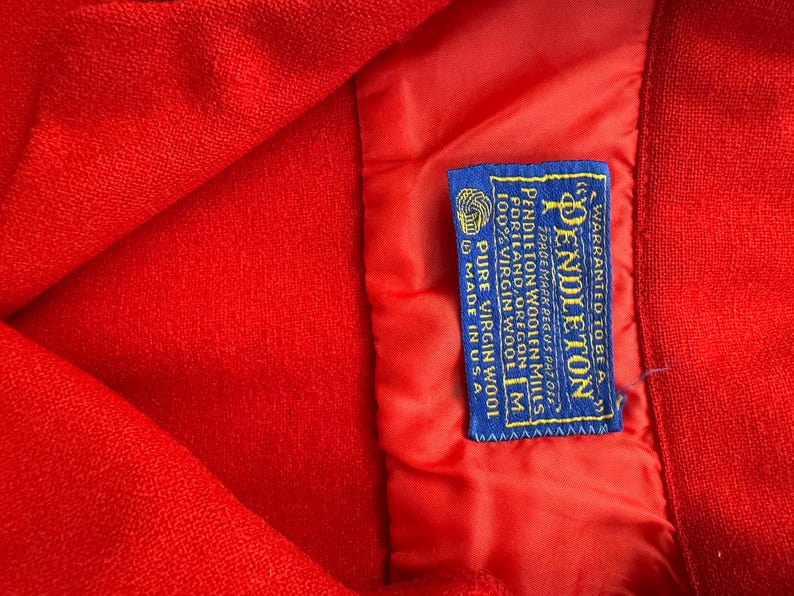 "WARRANTED TO BE A
"PENDLETON"
TRADE MARK REG. U.S. PAT. OFF.
PENDLETON WOOLEN MILLS
PORTLAND, OREGON
100% VIRGIN WOOL
M
PURE VIRGIN WOOL
MADE IN U.S.A.